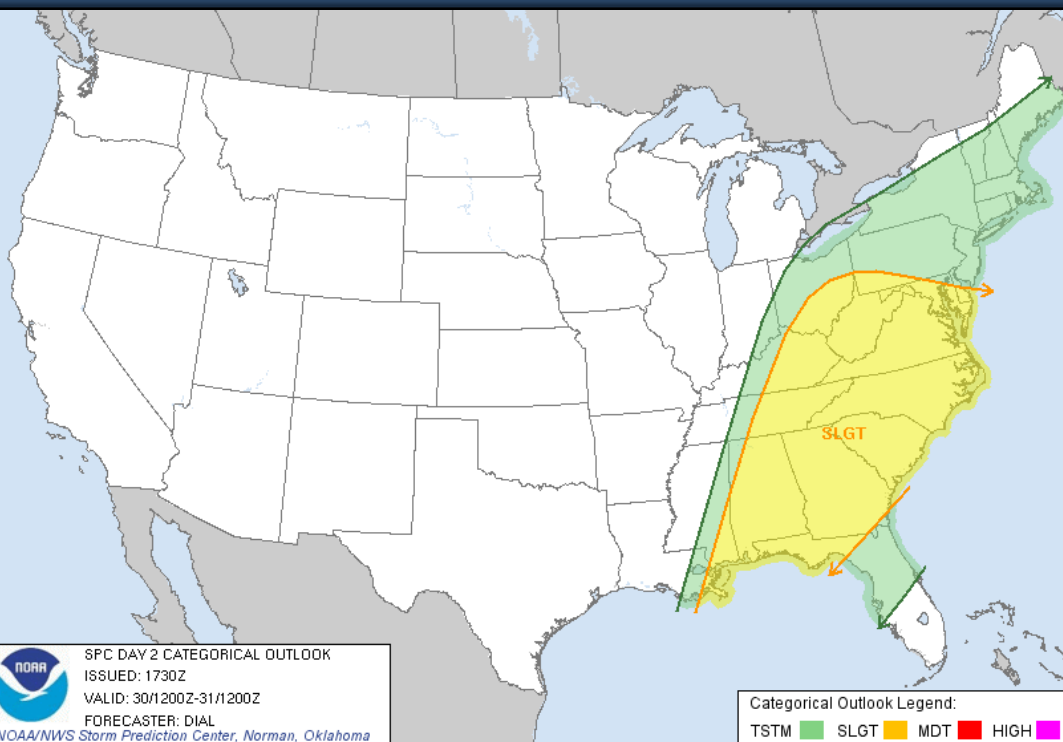 SLGT
NOAA
SPC DAY 2 CATEGORICAL OUTLOOK
ISSUED: 1730Z
VALID: 30/1200Z-31/1200Z
FORECASTER: DIAL
NOAA/NWS Storm Prediction Center, Norman, Oklahoma
Categorical Outlook Legend:
TSTM SLGT MDT HIGH